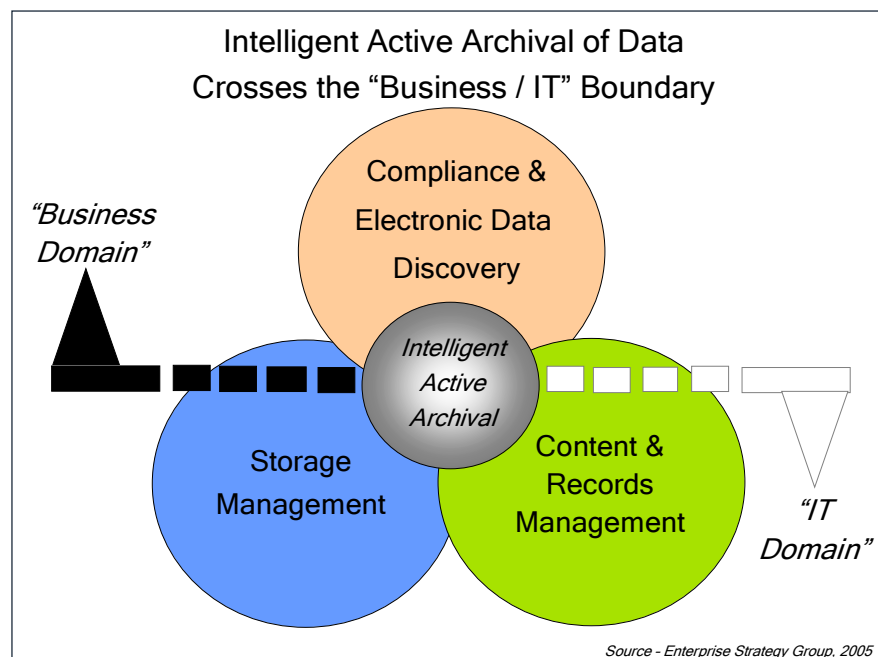 Intelligent Active Archival of Data
Crosses the “Business / IT” Boundary
Compliance &
Electronic Data
Discovery
“Business
Domain”
Intelligent
Active
Archival
Storage
Management
Content &
Records
Management
“IT
Domain”
Source - Enterprise Strategy Group, 2005